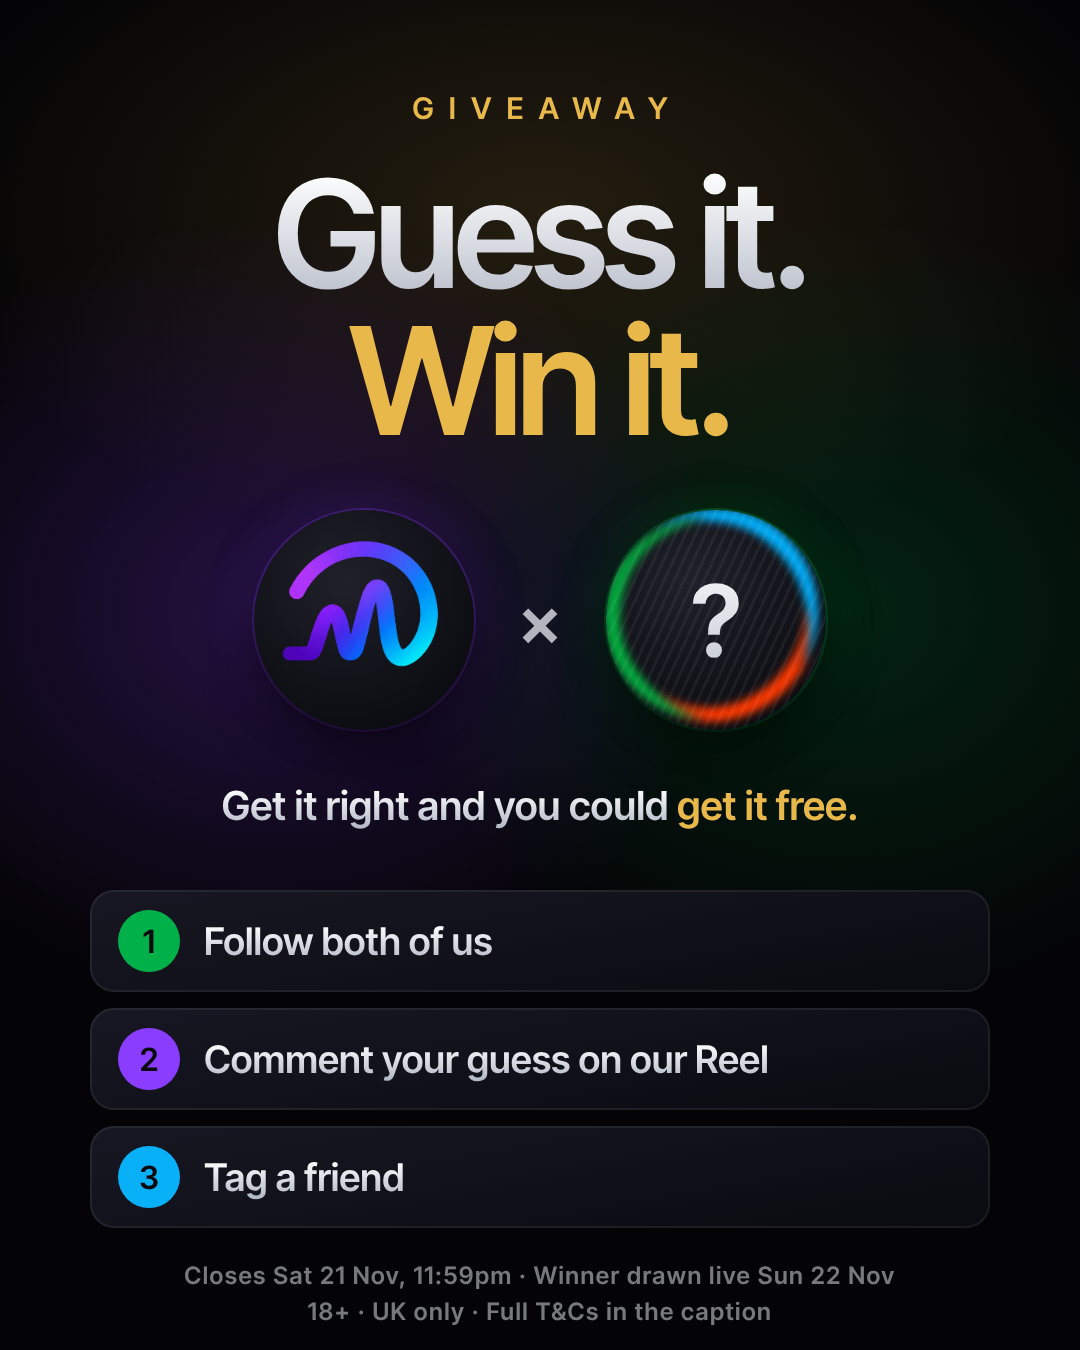 GIVEAWAY
Guess it.
Win it.
×
?
Get it right and you could get it free.
1 Follow both of us
2 Comment your guess on our Reel
3 Tag a friend
Closes Sat 21 Nov, 11:59pm · Winner drawn live Sun 22 Nov
18+ · UK only · Full T&Cs in the caption